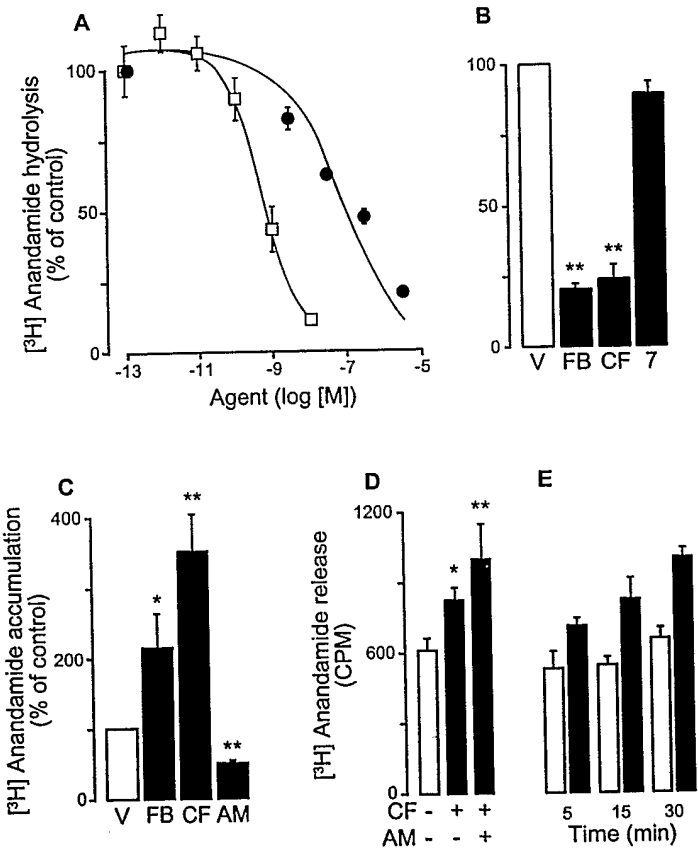 A
[³H] Anandamide hydrolysis
(% of control)
100
50
0
-13 -11 -9 -7 -5
Agent (log [M])
B
100
50
0
** **
V FB CF 7
C
[³H] Anandamide accumulation
(% of control)
400
200
0
* ** **
V FB CF AM
D
[³H] Anandamide release
(CPM)
1200
600
0
* **
CF - + +
AM - - +
E
5 15 30
Time (min)